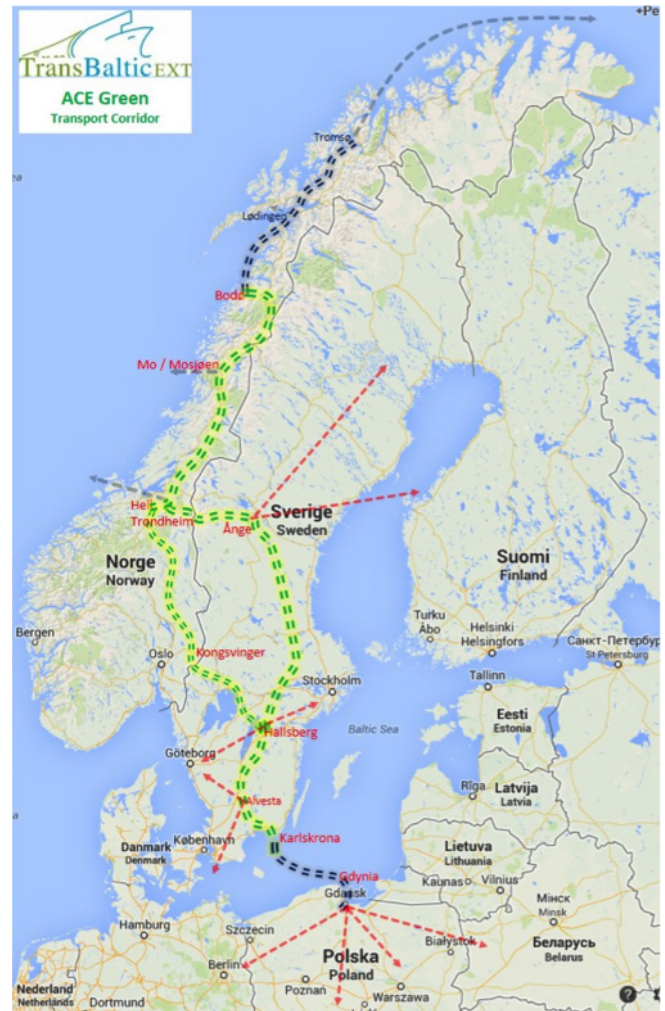 TransBalticEXT
ACE Green
Transport Corridor
+Pe
Tromsø
Lødingen
Bodø
Mo / Mosjøen
Hell
Trondheim
Ånge
Sverige
Sweden
Norge
Norway
Suomi
Finland
Bergen
Oslo
Kongsvinger
Turku
Åbo
Helsinki
Helsingfors
Санкт-Петербу
St Petersburg
Stockholm
Tallinn
Hallsberg
Baltic Sea
Eesti
Estonia
Göteborg
Rīga
Latvija
Latvia
Alvesta
Danmark
Denmark
København
Karlskrona
Lietuva
Lithuania
Kaunas
Vilnius
Gdynia
Gdańsk
Мінск
Minsk
Hamburg
Szczecin
Białystok
Беларусь
Belarus
Polska
Poland
Berlin
Poznań
Warszawa
Nederland
Netherlands
Dortmund
?